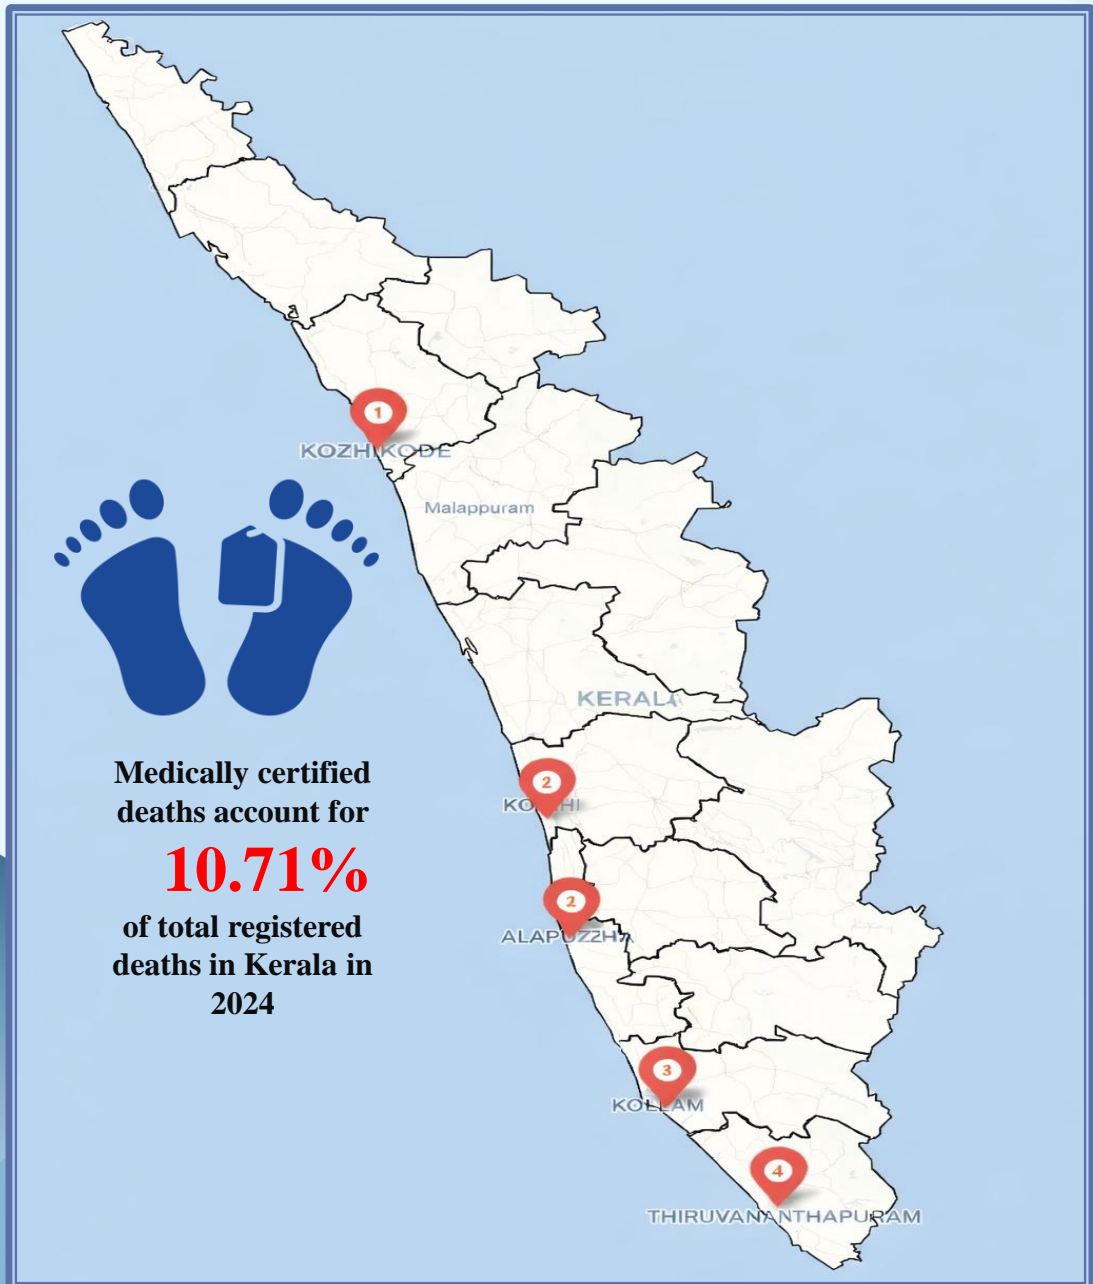 1
KOZHIKODE
Malappuram
KERALA
Medically certified
deaths account for
10.71%
of total registered
deaths in Kerala in
2024
2
KOCHI
2
ALAPUZZHA
3
KOLLAM
4
THIRUVANANTHAPURAM